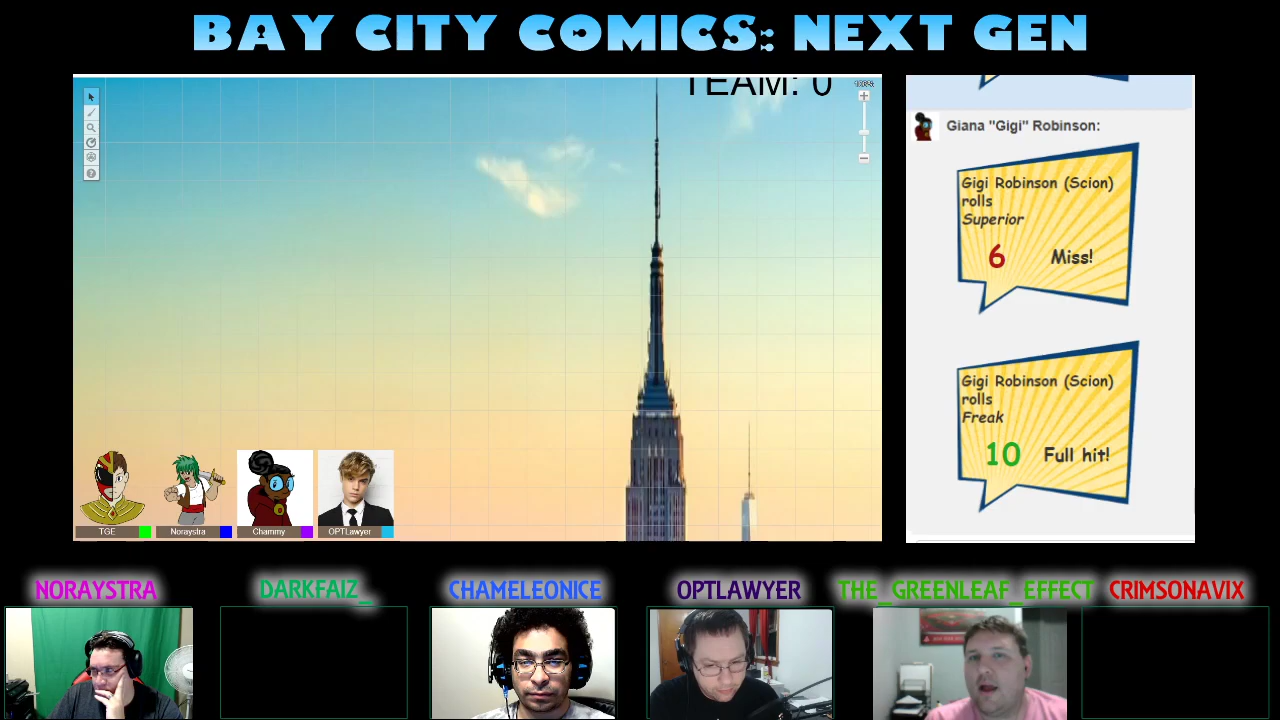 BAY CITY COMICS: NEXT GEN
TEAM: 0
Giana "Gigi" Robinson:
Gigi Robinson (Scion)
rolls
Superior
6 Miss!
Gigi Robinson (Scion)
rolls
Freak
10 Full hit!
TGE
Noraystra
Chammy
OPTLawyer
NORAYSTRA
DARKFAIZ_
CHAMELEONICE
OPTLAWYER
THE_GREENLEAF_EFFECT
CRIMSONAVIX